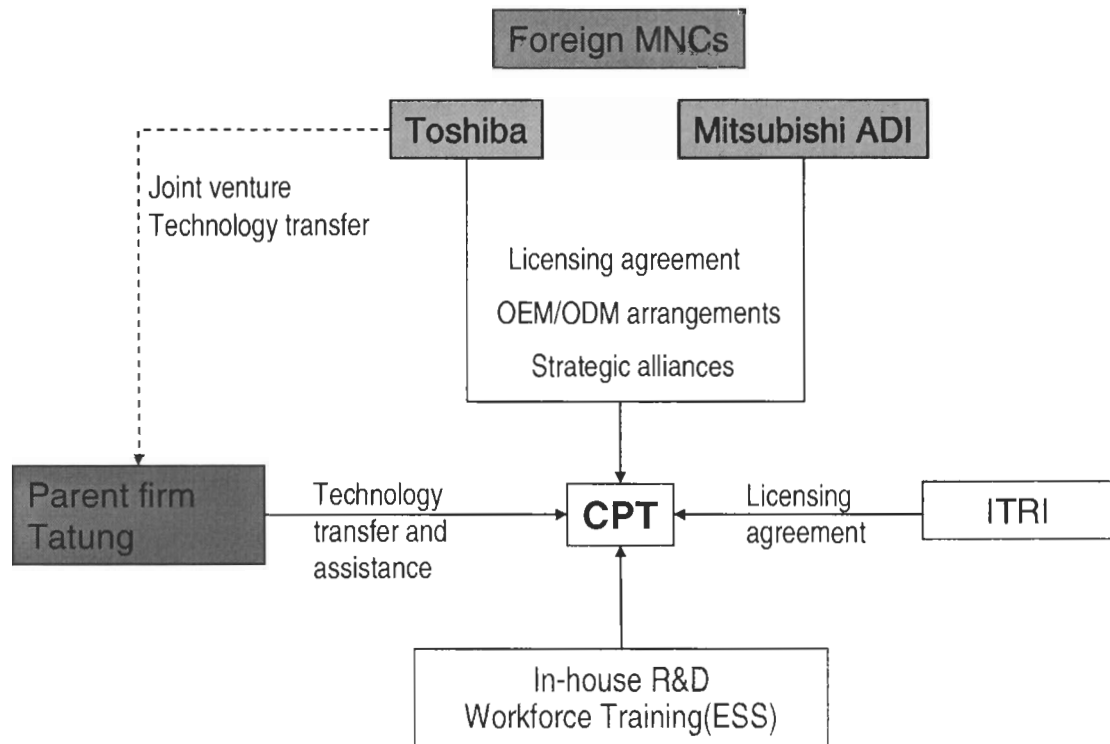 Foreign MNCs
Toshiba
Mitsubishi ADI
Joint venture
Technology transfer
Licensing agreement
OEM/ODM arrangements
Strategic alliances
Parent firm
Tatung
Technology
transfer and
assistance
CPT
Licensing
agreement
ITRI
In-house R&D
Workforce Training(ESS)